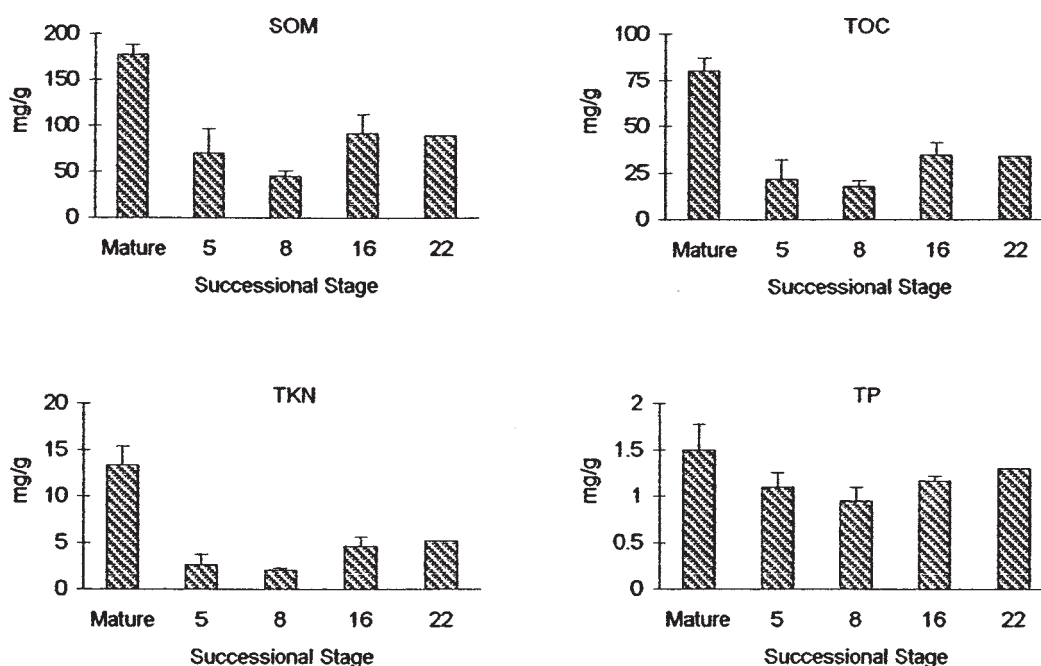 SOM
200
150
100
50
0
mg/g
Mature 5 8 16 22
Successional Stage
TOC
100
75
50
25
0
mg/g
Mature 5 8 16 22
Successional Stage
TKN
20
15
10
5
0
mg/g
Mature 5 8 16 22
Successional Stage
TP
2
1.5
1
0.5
0
mg/g
Mature 5 8 16 22
Successional Stage